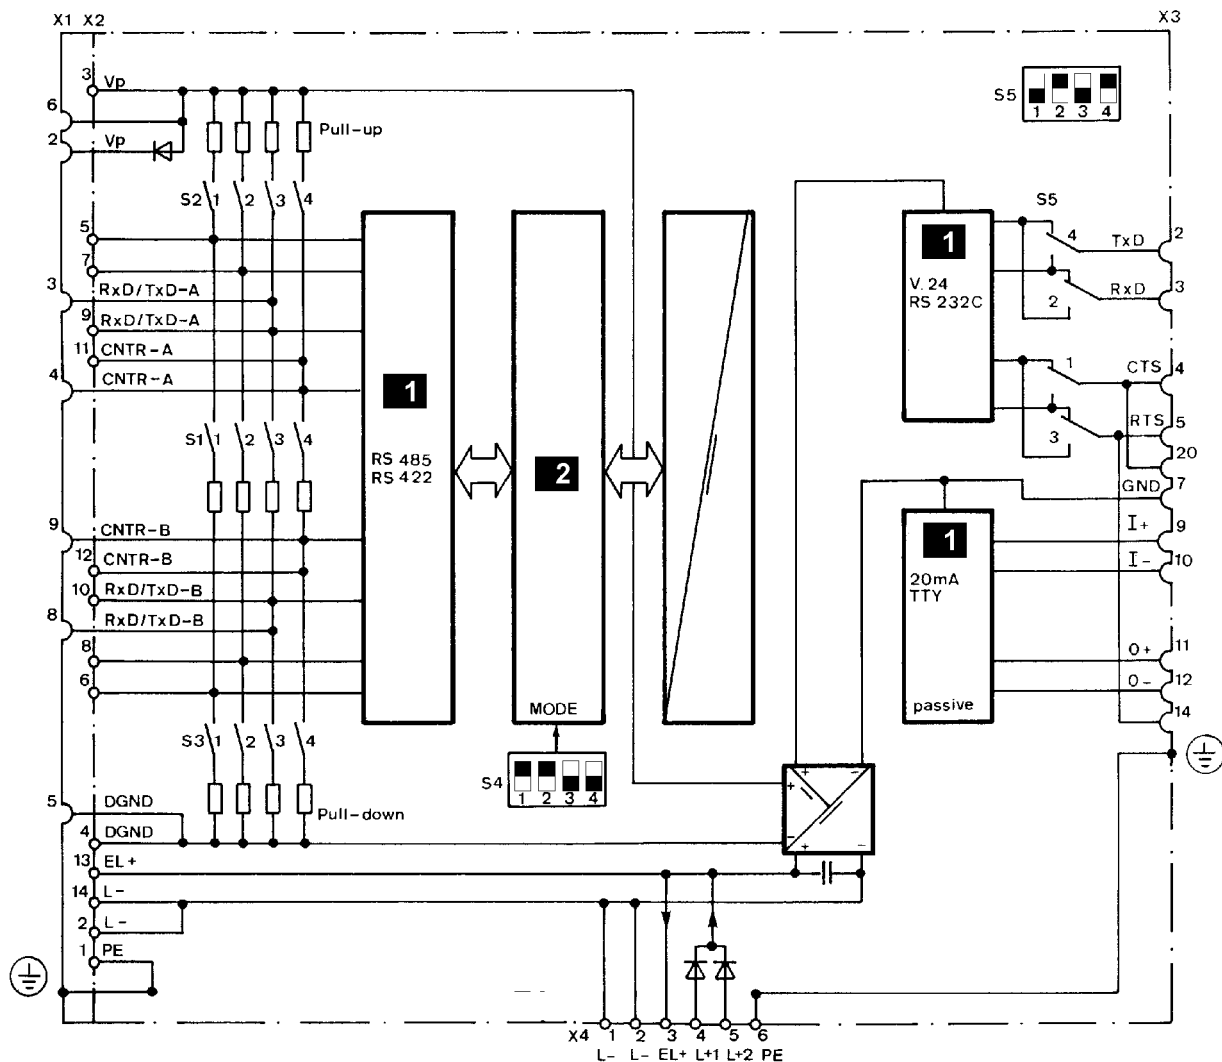 X1 X2
X3
3 Vp
6
2 Vp
Pull-up
S5
1 2 3 4
S2 1 2 3 4
5
7
3 RxD/TxD-A
9 RxD/TxD-A
11 CNTR-A
4 CNTR-A
1
RS 485
RS 422
2
MODE
S4
1 2 3 4
1
V.24
RS 232C
S5
4 TxD 2
2 RxD 3
1 CTS 4
3 RTS 5
20
GND 7
1
20mA
TTY
passive
I+ 9
I- 10
O+ 11
O- 12
14
S1 1 2 3 4
9 CNTR-B
12 CNTR-B
10 RxD/TxD-B
8 RxD/TxD-B
8
6
S3 1 2 3 4
Pull-down
5 DGND
4 DGND
13 EL+
14 L-
2 L-
1 PE
+ -
+
-
+ -
X4 1 2 3 4 5 6
L- L- EL+ L+1 L+2 PE